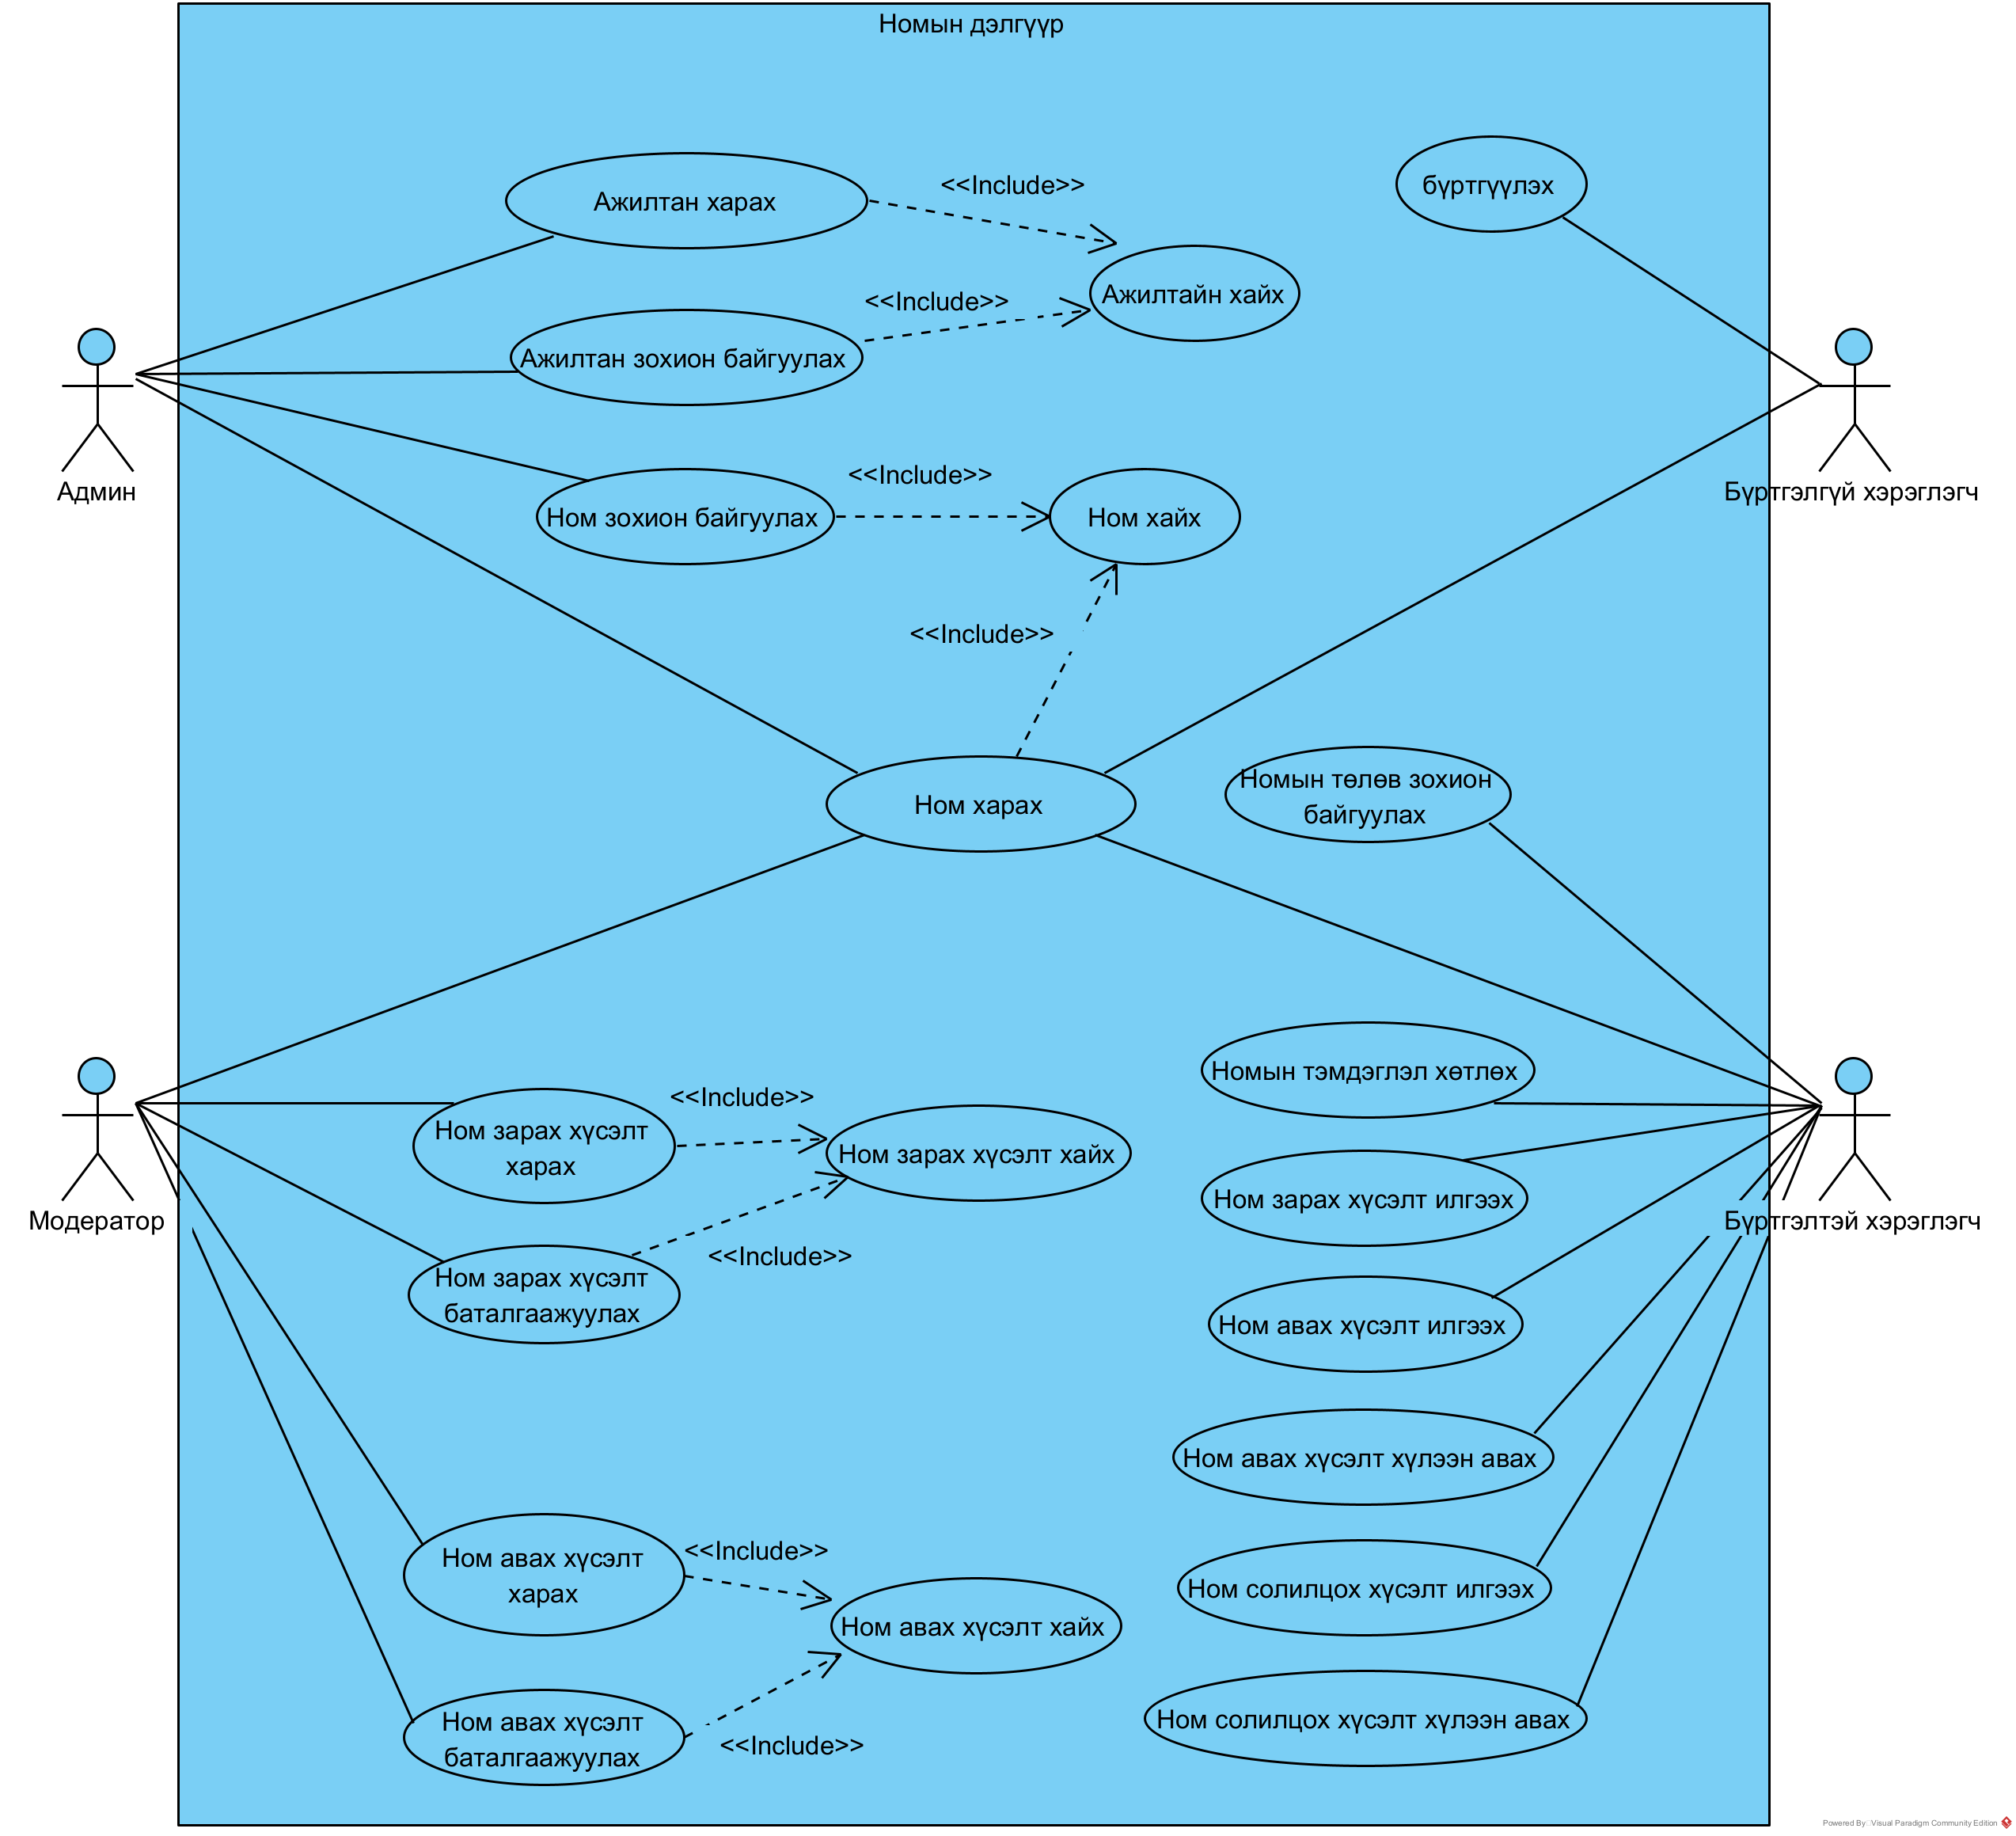 Номын дэлгүүр
Ажилтан харах
<<Include>>
бүртгүүлэх
Ажилтайн хайх
<<Include>>
Ажилтан зохион байгуулах
Админ
Бүртгэлгүй хэрэглэгч
<<Include>>
Ном зохион байгуулах
Ном хайх
<<Include>>
Ном харах
Номын төлөв зохион
байгуулах
Номын тэмдэглэл хөтлөх
<<Include>>
Ном зарах хүсэлт
харах
Ном зарах хүсэлт хайх
Ном зарах хүсэлт илгээх
Модератор
Бүртгэлтэй хэрэглэгч
<<Include>>
Ном зарах хүсэлт
баталгаажуулах
Ном авах хүсэлт илгээх
Ном авах хүсэлт хүлээн авах
<<Include>>
Ном авах хүсэлт
харах
Ном солилцох хүсэлт илгээх
Ном авах хүсэлт хайх
Ном авах хүсэлт
баталгаажуулах
<<Include>>
Ном солилцох хүсэлт хүлээн авах
Powered By: Visual Paradigm Community Edition